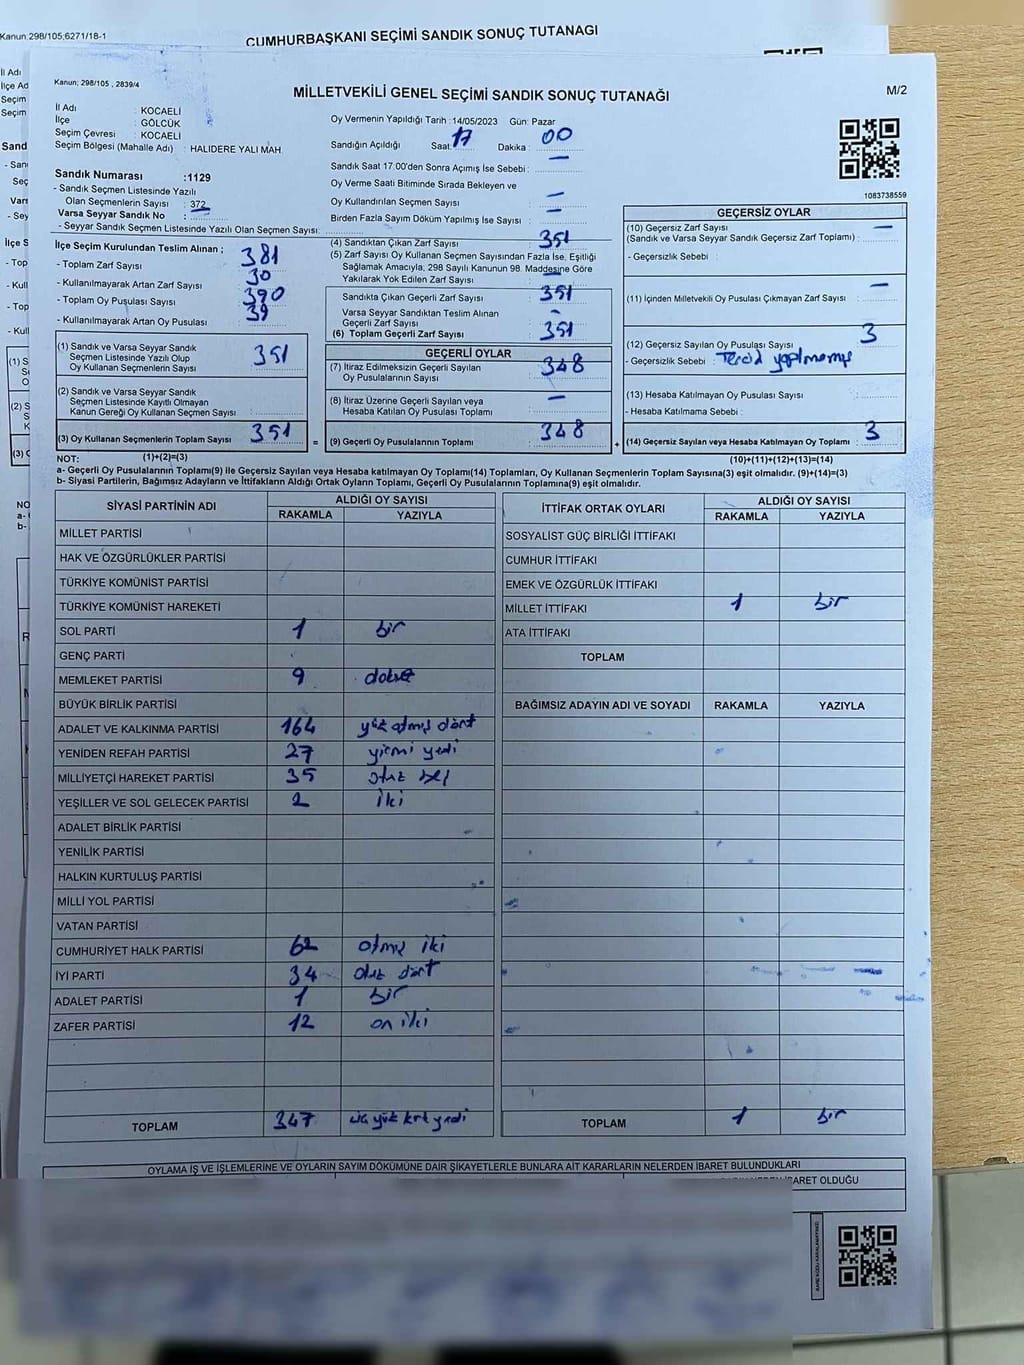 Kanun:298/105;6271/18-1
CUMHURBAŞKANI SEÇİMİ SANDIK SONUÇ TUTANAĞI
Kanun; 298/105 , 2839/4
MİLLETVEKİLİ GENEL SEÇİMİ SANDIK SONUÇ TUTANAĞI
M/2
İl Adı : KOCAELİ
İlçe : GÖLCÜK
Seçim Çevresi : KOCAELİ
Seçim Bölgesi (Mahalle Adı) : HALIDERE YALI MAH.
Sandık Numarası :1129
- Sandık Seçmen Listesinde Yazılı
Olan Seçmenlerin Sayısı : 372
Varsa Seyyar Sandık No : —
- Seyyar Sandık Seçmen Listesinde Yazılı Olan Seçmen Sayısı:
Oy Vermenin Yapıldığı Tarih :14/05/2023 Gün: Pazar
Sandığın Açıldığı Saat: 17 Dakika : 00
Sandık Saat 17.00'den Sonra Açımış İse Sebebi : —
Oy Verme Saati Bitiminde Sırada Bekleyen ve
Oy Kullandırılan Seçmen Sayısı : —
Birden Fazla Sayım Döküm Yapılmış İse Sayısı : —
1083738559
İlçe Seçim Kurulundan Teslim Alınan ;
- Toplam Zarf Sayısı : 381
- Kullanılmayarak Artan Zarf Sayısı : 30
- Toplam Oy Puşulası Sayısı : 390
- Kullanılmayarak Artan Oy Pusulası : 39
(1) Sandık ve Varsa Seyyar Sandık
Seçmen Listesinde Yazılı Olup
Oy Kullanan Seçmenlerin Sayısı : 351
(2) Sandık ve Varsa Seyyar Sandık
Seçmen Listesinde Kayıtlı Olmayan
Kanun Gereği Oy Kullanan Seçmen Sayısı :
(3) Oy Kullanan Seçmenlerin Toplam Sayısı : 351
(4) Sandıktan Çıkan Zarf Sayısı : 351
(5) Zarf Sayısı Oy Kullanan Seçmen Sayısından Fazla İse, Eşitliği
Sağlamak Amacıyla; 298 Sayılı Kanunun 98. Maddesine Göre
Yakılarak Yok Edilen Zarf Sayısı : —
Sandıkta Çıkan Geçerli Zarf Sayısı : 351
Varsa Seyyar Sandıktan Teslim Alınan
Geçerli Zarf Sayısı : -
(6) Toplam Geçerli Zarf Sayısı : 351
GEÇERLİ OYLAR
(7) İtiraz Edilmeksizin Geçerli Sayılan
Oy Pusulalarının Sayısı : 348
(8) İtiraz Üzerine Geçerli Sayılan veya
Hesaba Katılan Oy Pusulası Toplamı : —
= (9) Geçerli Oy Pusulalarının Toplamı : 348
GEÇERSİZ OYLAR
(10) Geçersiz Zarf Sayısı —
(Sandık ve Varsa Seyyar Sandık Geçersiz Zarf Toplamı) :
- Geçersizlik Sebebi :
(11) İçinden Milletvekili Oy Pusulası Çıkmayan Zarf Sayısı : —
(12) Geçersiz Sayılan Oy Pusulaşı Sayısı : 3
- Geçersizlik Sebebi : Tercih yapılmamış
(13) Hesaba Katılmayan Oy Pusulası Sayısı :
- Hesaba Katılmama Sebebi :
+ (14) Geçersiz Sayılan veya Hesaba Katılmayan Oy Toplamı : 3
NOT: (1)+(2)=(3)
(10)+(11)+(12)+(13)=(14)
a- Geçerli Oy Pusulalarının Toplamı(9) ile Geçersiz Sayılan veya Hesaba katılmayan Oy Toplamı(14) Toplamları, Oy Kullanan Seçmenlerin Toplam Sayısına(3) eşit olmalıdır. (9)+(14)=(3)
b- Siyasi Partilerin, Bağımsız Adayların ve İttifakların Aldığı Ortak Oyların Toplamı, Geçerli Oy Pusulalarının Toplamına(9) eşit olmalıdır.
SİYASİ PARTİNİN ADI
ALDIĞI OY SAYISI
RAKAMLA YAZIYLA
MİLLET PARTİSİ
HAK VE ÖZGÜRLÜKLER PARTİSİ
TÜRKİYE KOMÜNİST PARTİSİ
TÜRKİYE KOMÜNİST HAREKETİ
SOL PARTİ 1 bir
GENÇ PARTİ
MEMLEKET PARTİSİ 9 dokuz
BÜYÜK BİRLİK PARTİSİ
ADALET VE KALKINMA PARTİSİ 164 yüz atmış dört
YENİDEN REFAH PARTİSİ 27 yirmi yedi
MİLLİYETÇİ HAREKET PARTİSİ 35 otuz beş
YEŞİLLER VE SOL GELECEK PARTİSİ 2 iki
ADALET BİRLİK PARTİSİ
YENİLİK PARTİSİ
HALKIN KURTULUŞ PARTİSİ
MİLLİ YOL PARTİSİ
VATAN PARTİSİ
CUMHURİYET HALK PARTİSİ 62 atmış iki
İYİ PARTİ 34 otuz dört
ADALET PARTİSİ 1 bir
ZAFER PARTİSİ 12 on iki
TOPLAM 347 üç yüz kırk yedi
İTTİFAK ORTAK OYLARI
ALDIĞI OY SAYISI
RAKAMLA YAZIYLA
SOSYALİST GÜÇ BİRLİĞİ İTTİFAKI
CUMHUR İTTİFAKI
EMEK VE ÖZGÜRLÜK İTTİFAKI
MİLLET İTTİFAKI 1 bir
ATA İTTİFAKI
TOPLAM
BAĞIMSIZ ADAYIN ADI VE SOYADI RAKAMLA YAZIYLA
TOPLAM 1 bir
OYLAMA İŞ VE İŞLEMLERİNE VE OYLARIN SAYIM DÖKÜMÜNE DAİR ŞİKAYETLERLE BUNLARA AİT KARARLARIN NELERDEN İBARET BULUNDUKLARI
İBARET OLDUĞU